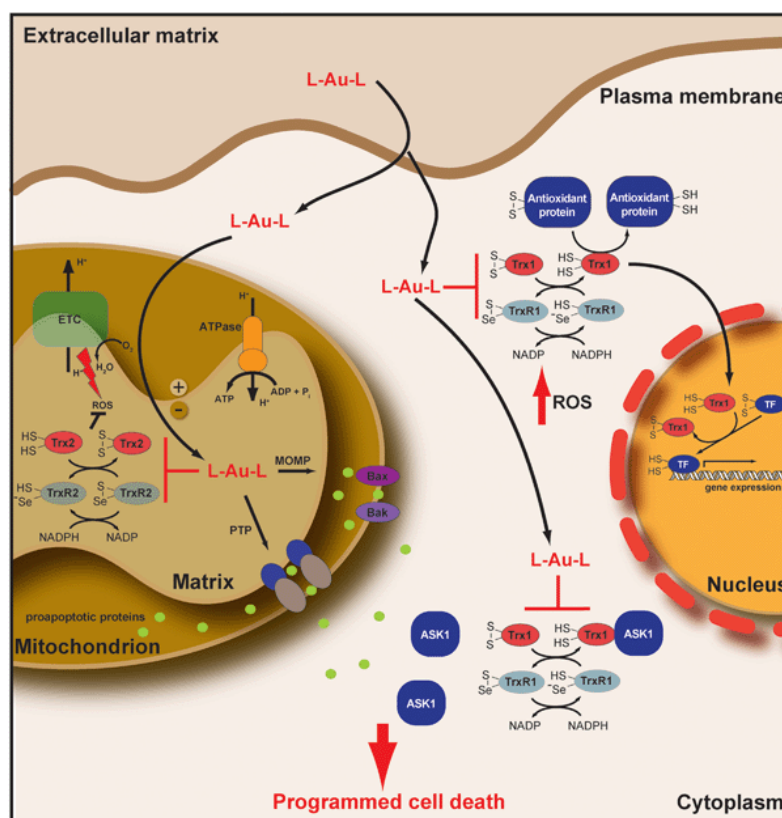 Extracellular matrix
L-Au-L
Plasma membrane
L-Au-L
S
S
Antioxidant
protein
Antioxidant
protein
SH
SH
L-Au-L
S
S
Trx1
HS
HS
Trx1
S
Se
TrxR1
HS
-Se
TrxR1
NADP
NADPH
ROS
H+
ETC
H+
O2
H2O
ROS
H+
ATPase
ATP
H+
ADP + Pi
+
-
HS
HS
Trx2
S
S
Trx2
HS
-Se
TrxR2
S
Se
TrxR2
NADPH
NADP
L-Au-L
MOMP
PTP
Bax
Bak
Matrix
proapoptotic proteins
Mitochondrion
HS
HS
Trx1
S
S
TF
S
S
Trx1
HS
HS
TF
gene expression
Nucleus
L-Au-L
ASK1
S
S
Trx1
HS
HS
Trx1
ASK1
ASK1
S
Se
TrxR1
HS
-Se
TrxR1
NADP
NADPH
Programmed cell death
Cytoplasm